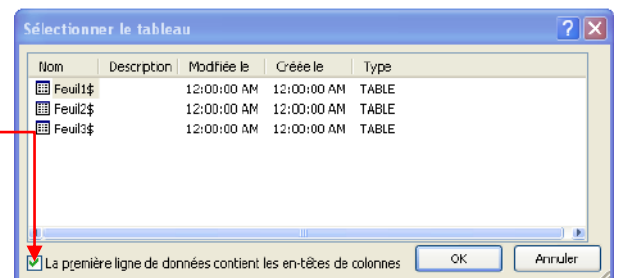 Sélectionner le tableau
Nom Description Modifiée le Créée le Type
Feuil1$ 12:00:00 AM 12:00:00 AM TABLE
Feuil2$ 12:00:00 AM 12:00:00 AM TABLE
Feuil3$ 12:00:00 AM 12:00:00 AM TABLE
La première ligne de données contient les en-têtes de colonnes OK Annuler